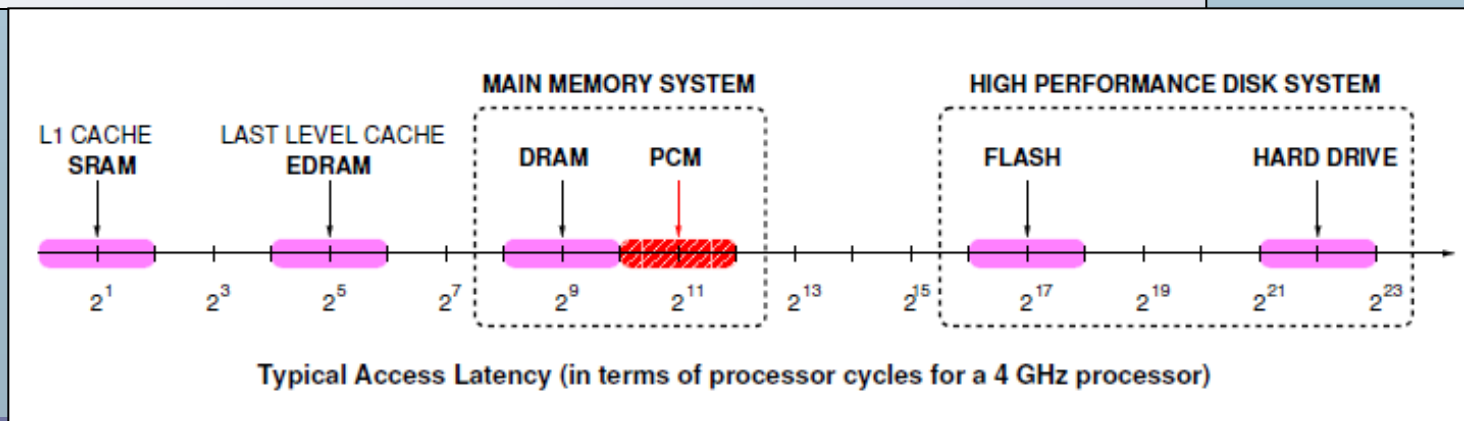 MAIN MEMORY SYSTEM HIGH PERFORMANCE DISK SYSTEM
L1 CACHE LAST LEVEL CACHE
SRAM EDRAM DRAM PCM FLASH HARD DRIVE
2^1 2^3 2^5 2^7 2^9 2^11 2^13 2^15 2^17 2^19 2^21 2^23
Typical Access Latency (in terms of processor cycles for a 4 GHz processor)